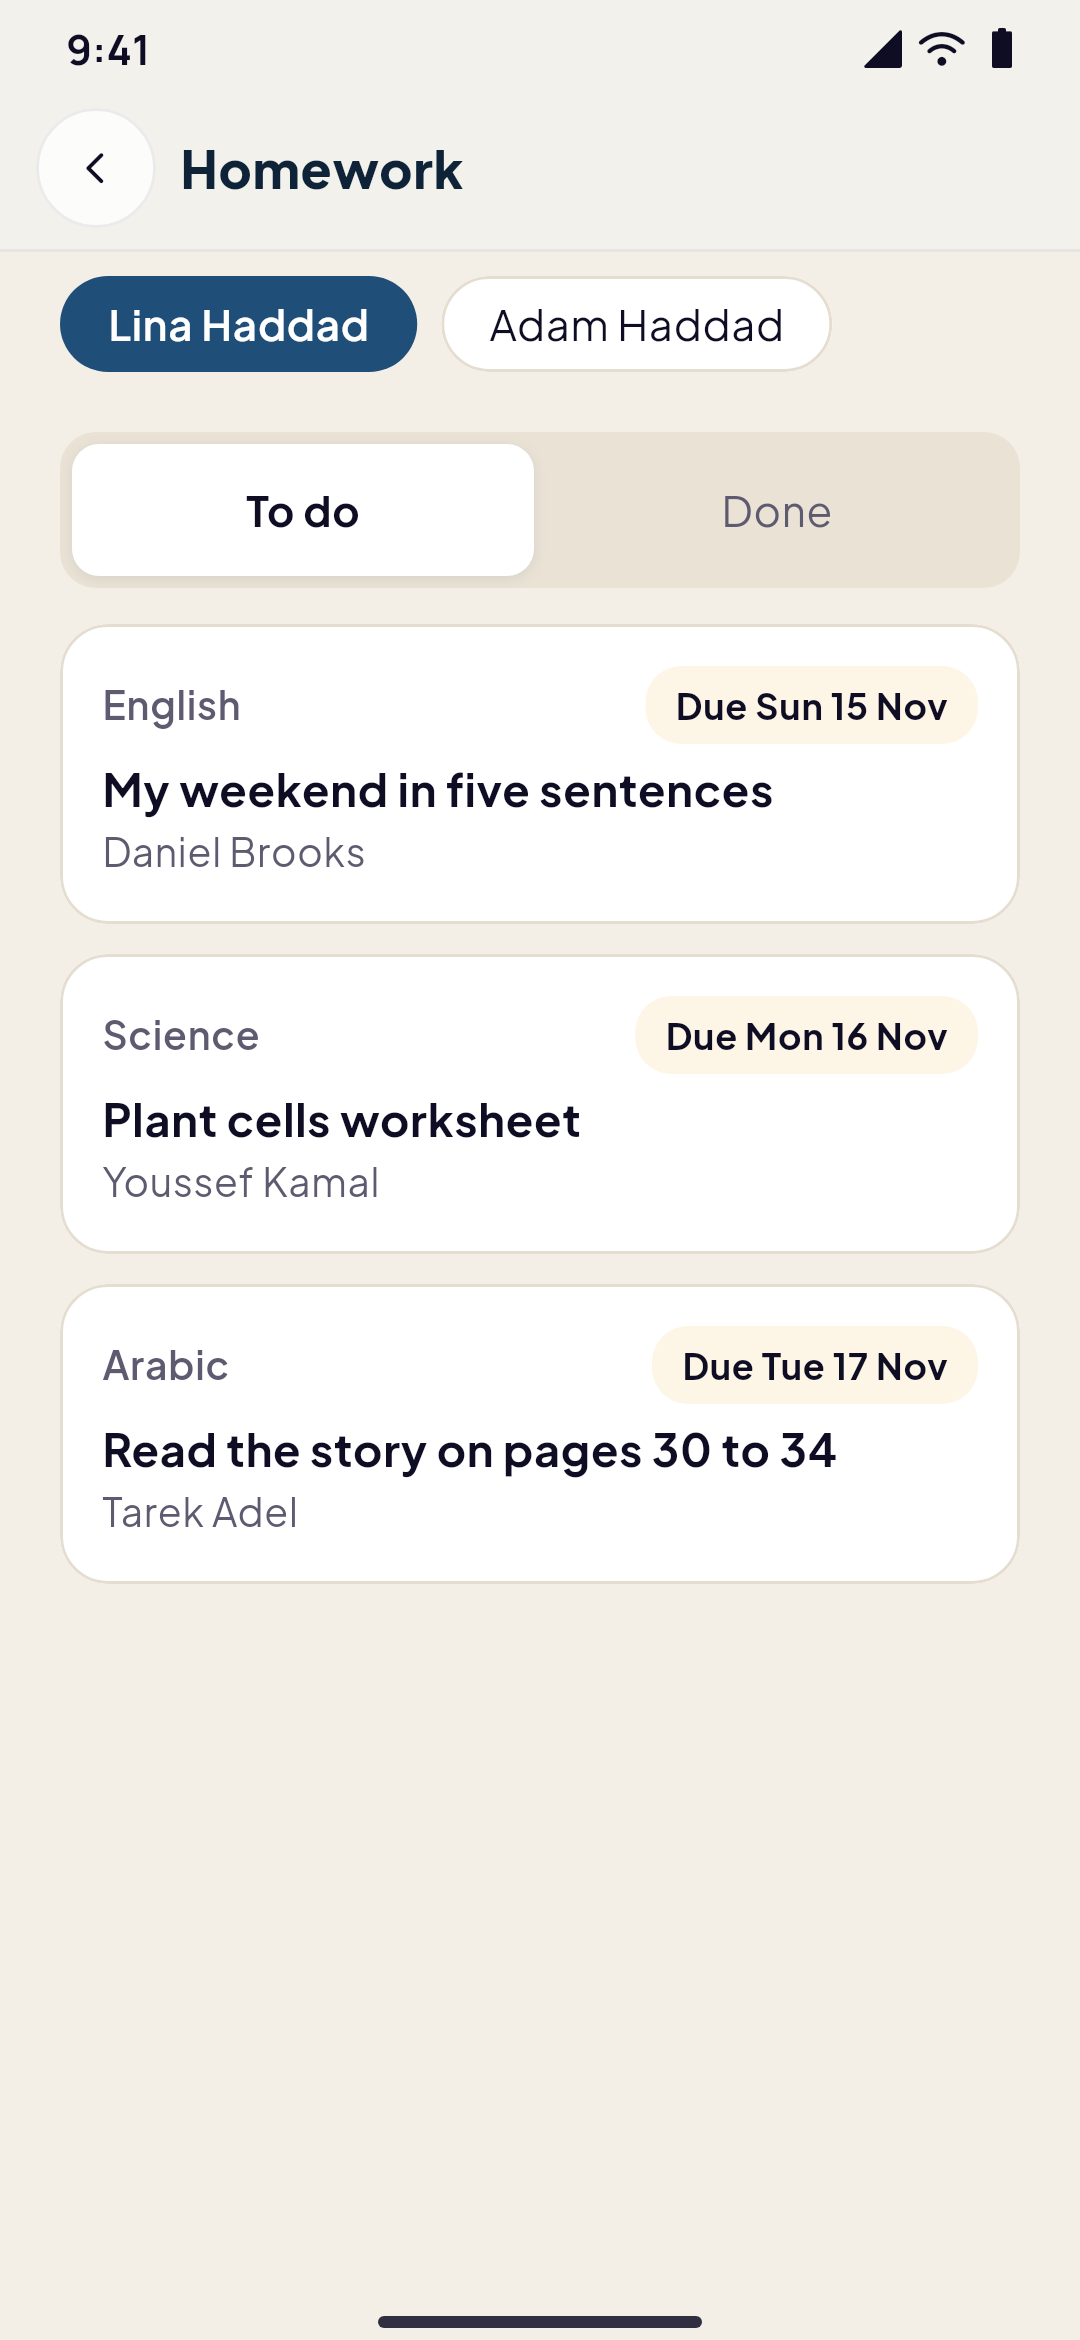 9:41
Homework
Lina Haddad
Adam Haddad
To do
Done
English
Due Sun 15 Nov
My weekend in five sentences
Daniel Brooks
Science
Due Mon 16 Nov
Plant cells worksheet
Youssef Kamal
Arabic
Due Tue 17 Nov
Read the story on pages 30 to 34
Tarek Adel